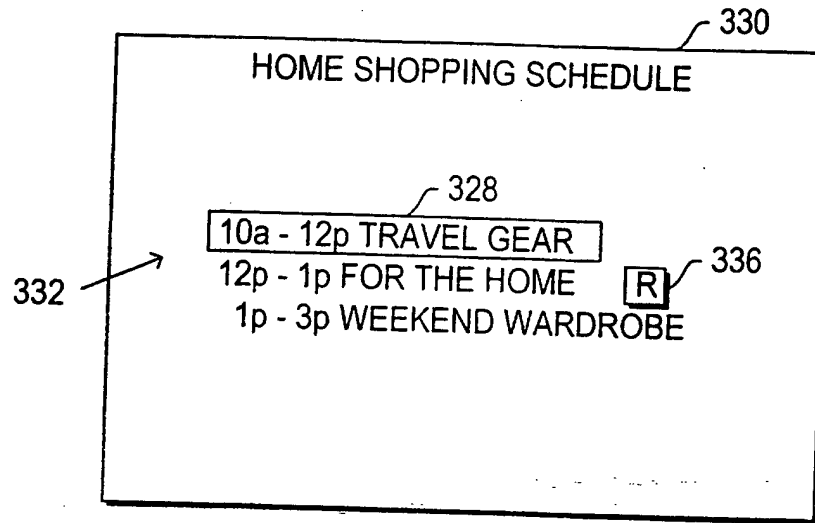 330
HOME SHOPPING SCHEDULE
328
10a - 12p TRAVEL GEAR
12p - 1p FOR THE HOME R 336
332
1p - 3p WEEKEND WARDROBE